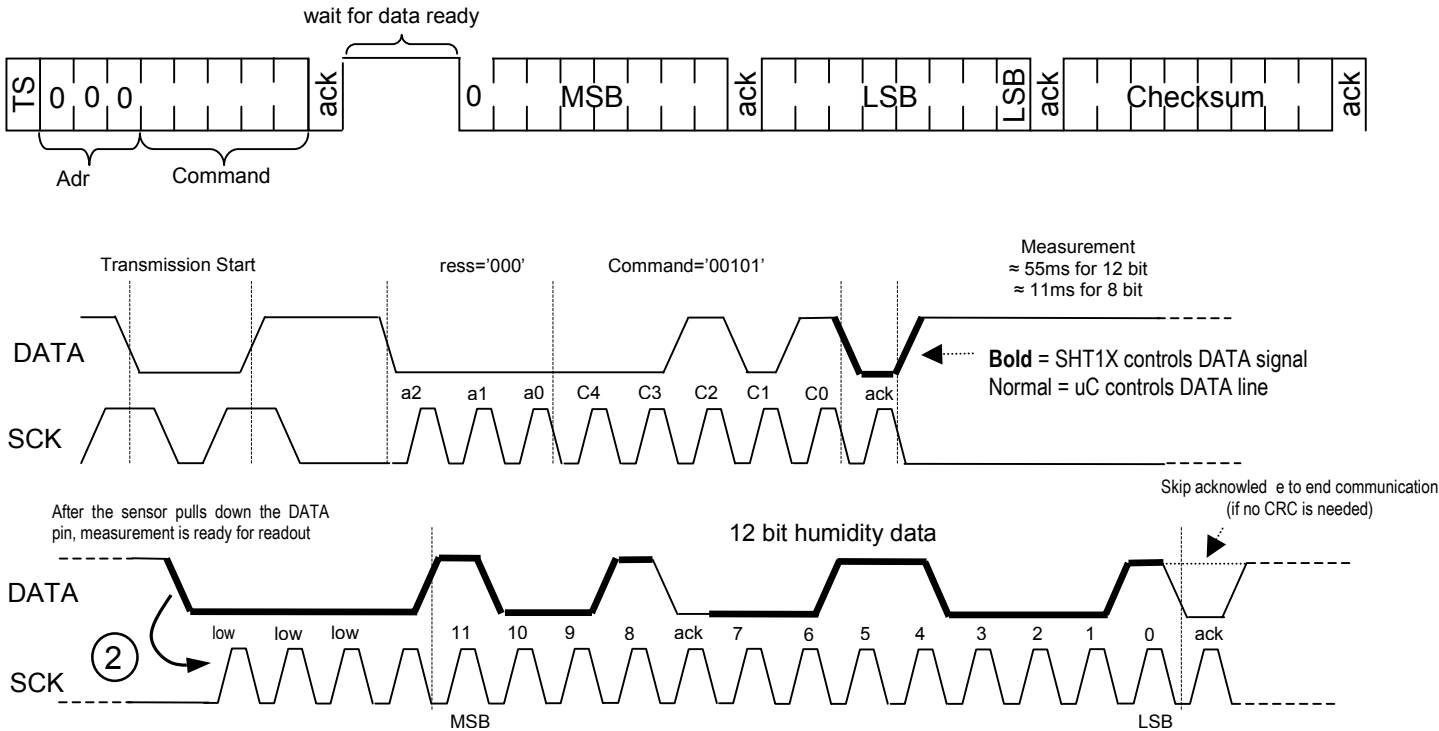 wait for data ready
TS 0 0 0 ack 0 MSB ack LSB LSB ack Checksum ack
Adr Command
Transmission Start ress='000' Command='00101' Measurement
≈ 55ms for 12 bit
≈ 11ms for 8 bit
DATA
Bold = SHT1X controls DATA signal
Normal = uC controls DATA line
a2 a1 a0 C4 C3 C2 C1 C0 ack
SCK
Skip acknowled e to end communication
(if no CRC is needed)
After the sensor pulls down the DATA
pin, measurement is ready for readout
12 bit humidity data
DATA
low low low 11 10 9 8 ack 7 6 5 4 3 2 1 0 ack
2
SCK
MSB LSB